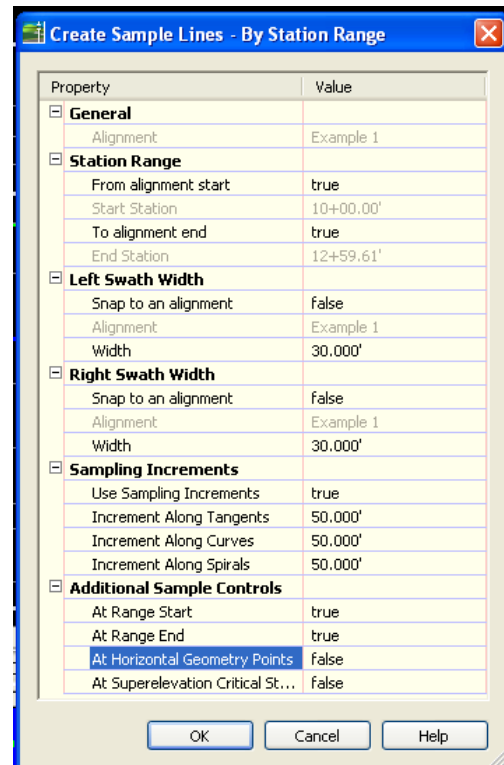 Create Sample Lines - By Station Range
Property Value
General
Alignment Example 1
Station Range
From alignment start true
Start Station 10+00.00'
To alignment end true
End Station 12+59.61'
Left Swath Width
Snap to an alignment false
Alignment Example 1
Width 30.000'
Right Swath Width
Snap to an alignment false
Alignment Example 1
Width 30.000'
Sampling Increments
Use Sampling Increments true
Increment Along Tangents 50.000'
Increment Along Curves 50.000'
Increment Along Spirals 50.000'
Additional Sample Controls
At Range Start true
At Range End true
At Horizontal Geometry Points false
At Superelevation Critical St... false
OK Cancel Help